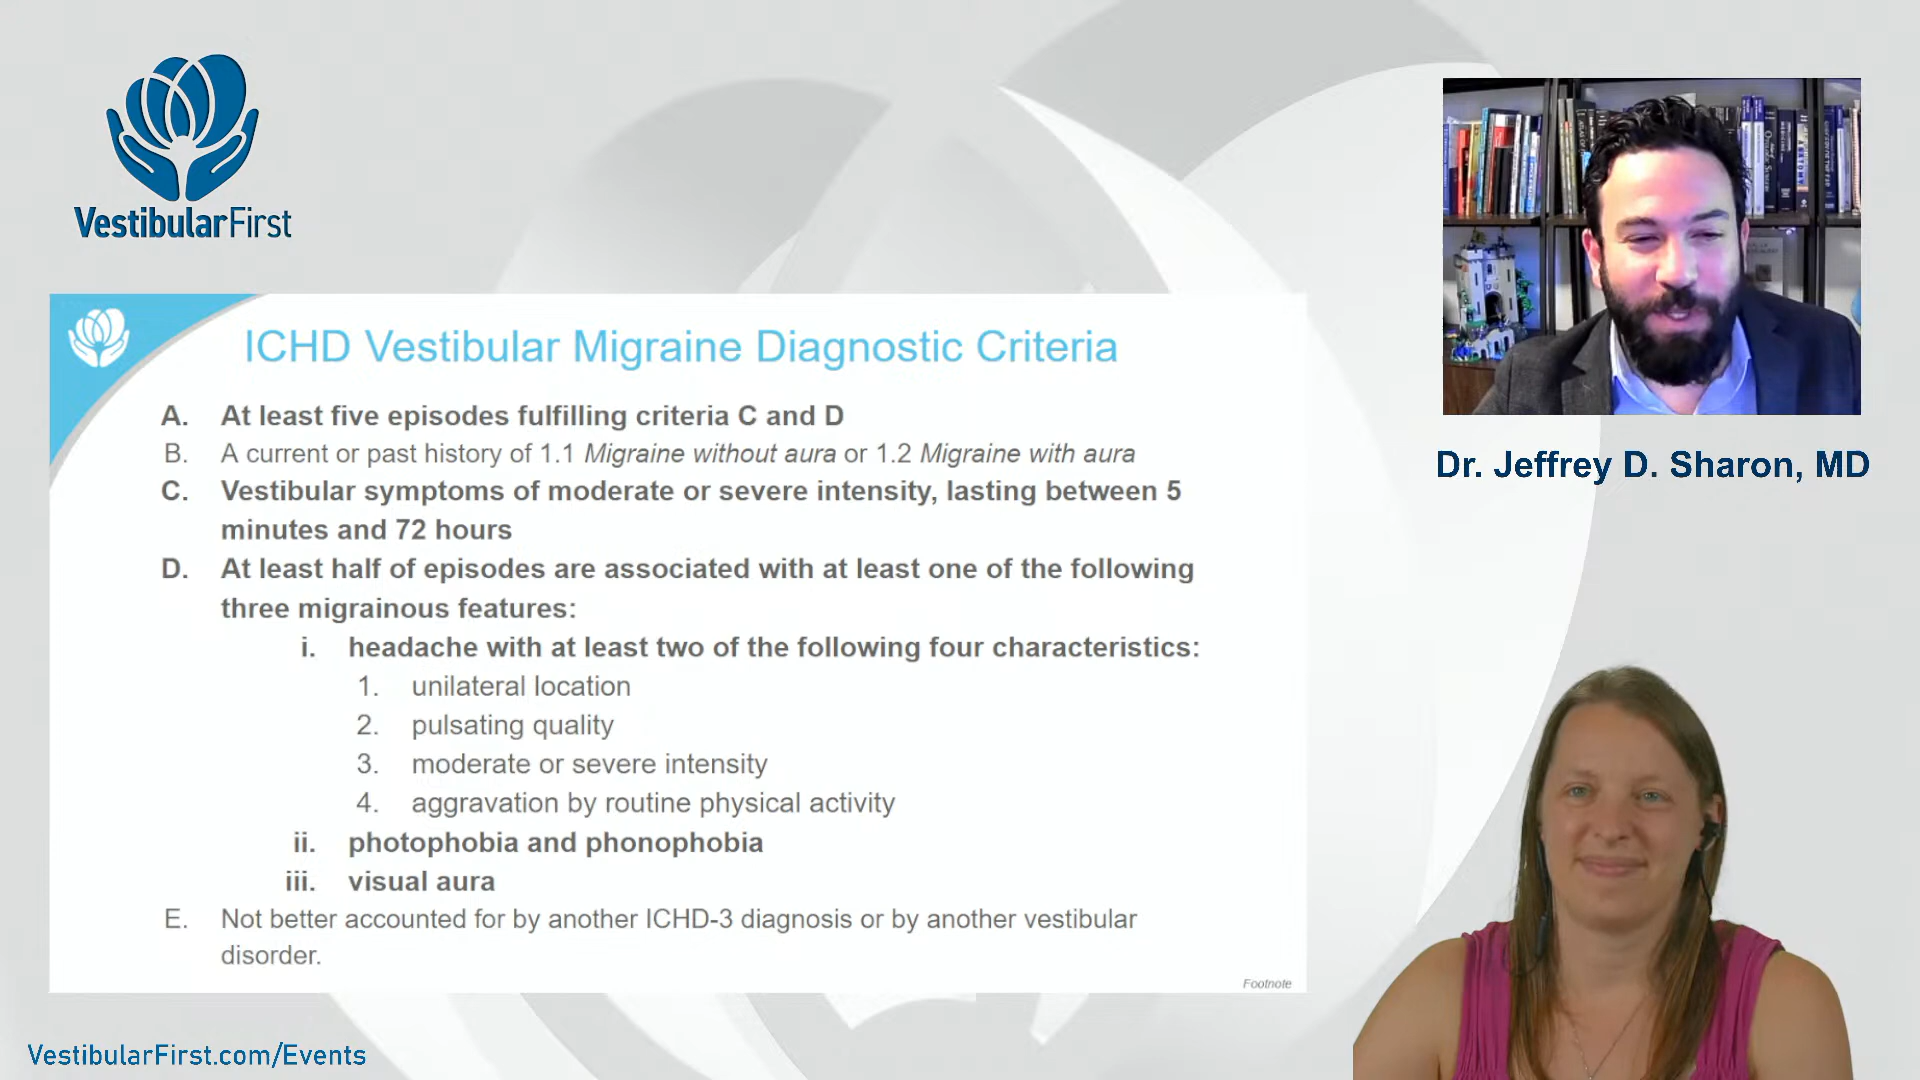 VestibularFirst
ICHD Vestibular Migraine Diagnostic Criteria
A. At least five episodes fulfilling criteria C and D
B. A current or past history of 1.1 Migraine without aura or 1.2 Migraine with aura
C. Vestibular symptoms of moderate or severe intensity, lasting between 5
minutes and 72 hours
D. At least half of episodes are associated with at least one of the following
three migrainous features:
i. headache with at least two of the following four characteristics:
1. unilateral location
2. pulsating quality
3. moderate or severe intensity
4. aggravation by routine physical activity
ii. photophobia and phonophobia
iii. visual aura
E. Not better accounted for by another ICHD-3 diagnosis or by another vestibular
disorder.
Footnote
Dr. Jeffrey D. Sharon, MD
VestibularFirst.com/Events